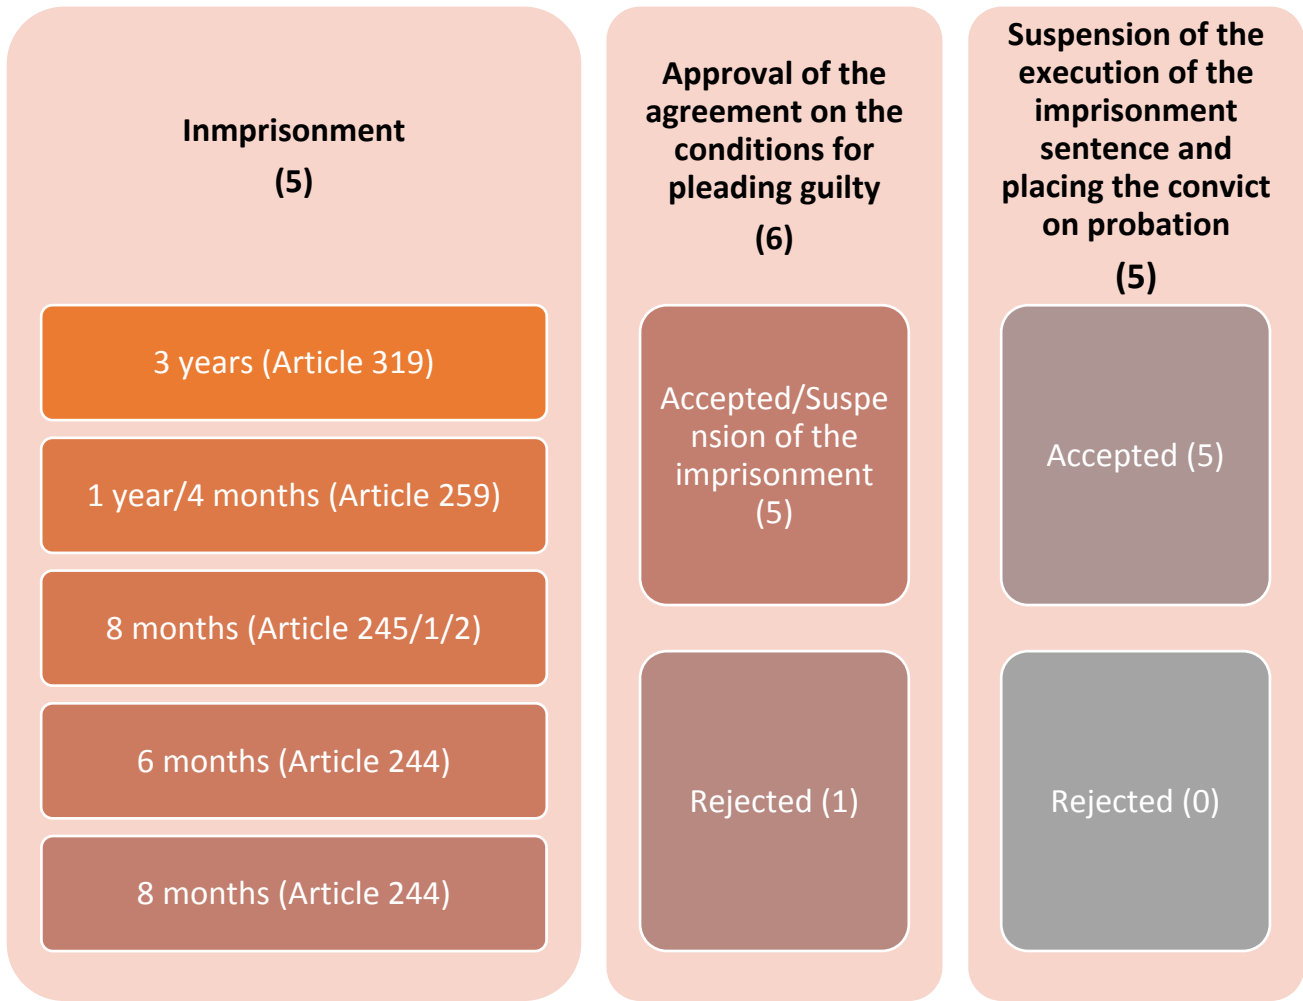 Inmprisonment
(5)
3 years (Article 319)
1 year/4 months (Article 259)
8 months (Article 245/1/2)
6 months (Article 244)
8 months (Article 244)
Approval of the
agreement on the
conditions for
pleading guilty
(6)
Accepted/Suspe
nsion of the
imprisonment
(5)
Rejected (1)
Suspension of the
execution of the
imprisonment
sentence and
placing the convict
on probation
(5)
Accepted (5)
Rejected (0)